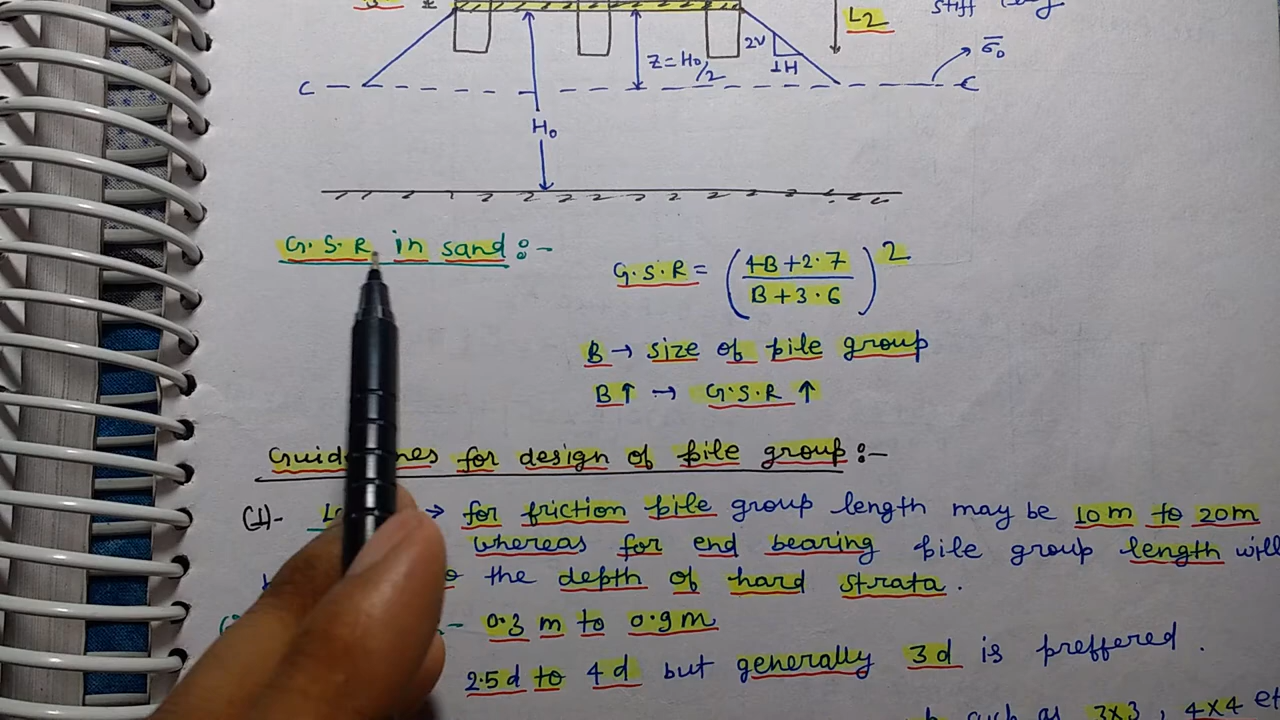 L2
2V
1H
Z = H₀/2
σ̄₀
C
C
H₀
G.S.R in sand :-
G.S.R = ( (4B + 2.7) / (B + 3.6) )²
B → size of pile group
B↑ → G.S.R ↑
Guidelines for design of pile group :-
(1)- → for friction pile group length may be 10m to 20m
whereas for end bearing pile group length will
the depth of hard strata.
0.3 m to 0.9m
2.5d to 4d but generally 3d is preffered.
such as 3x3, 4x4